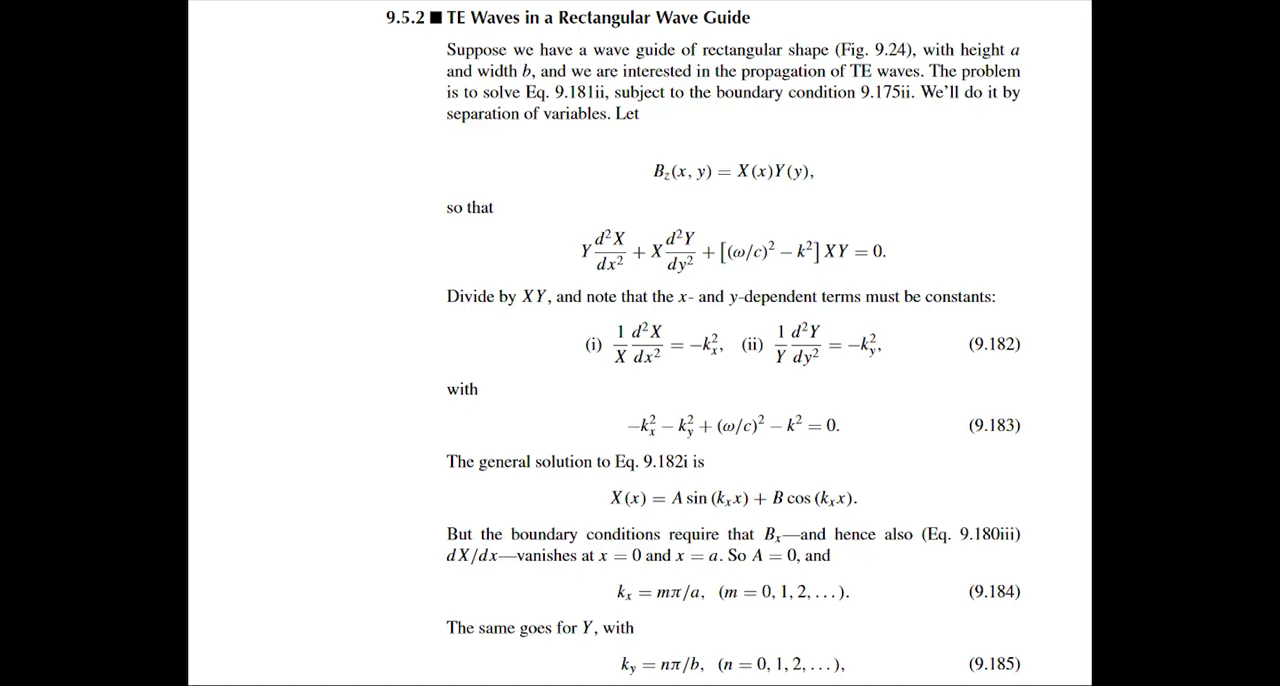 9.5.2 ■ TE Waves in a Rectangular Wave Guide
Suppose we have a wave guide of rectangular shape (Fig. 9.24), with height a
and width b, and we are interested in the propagation of TE waves. The problem
is to solve Eq. 9.181ii, subject to the boundary condition 9.175ii. We'll do it by
separation of variables. Let
B_z(x, y) = X(x)Y(y),
so that
Y d²X/dx² + X d²Y/dy² + [(ω/c)² − k²] XY = 0.
Divide by XY, and note that the x- and y-dependent terms must be constants:
(i) 1/X d²X/dx² = −k_x², (ii) 1/Y d²Y/dy² = −k_y², (9.182)
with
−k_x² − k_y² + (ω/c)² − k² = 0. (9.183)
The general solution to Eq. 9.182i is
X(x) = A sin (k_x x) + B cos (k_x x).
But the boundary conditions require that B_x—and hence also (Eq. 9.180iii)
dX/dx—vanishes at x = 0 and x = a. So A = 0, and
k_x = mπ/a, (m = 0, 1, 2, . . .). (9.184)
The same goes for Y, with
k_y = nπ/b, (n = 0, 1, 2, . . .), (9.185)